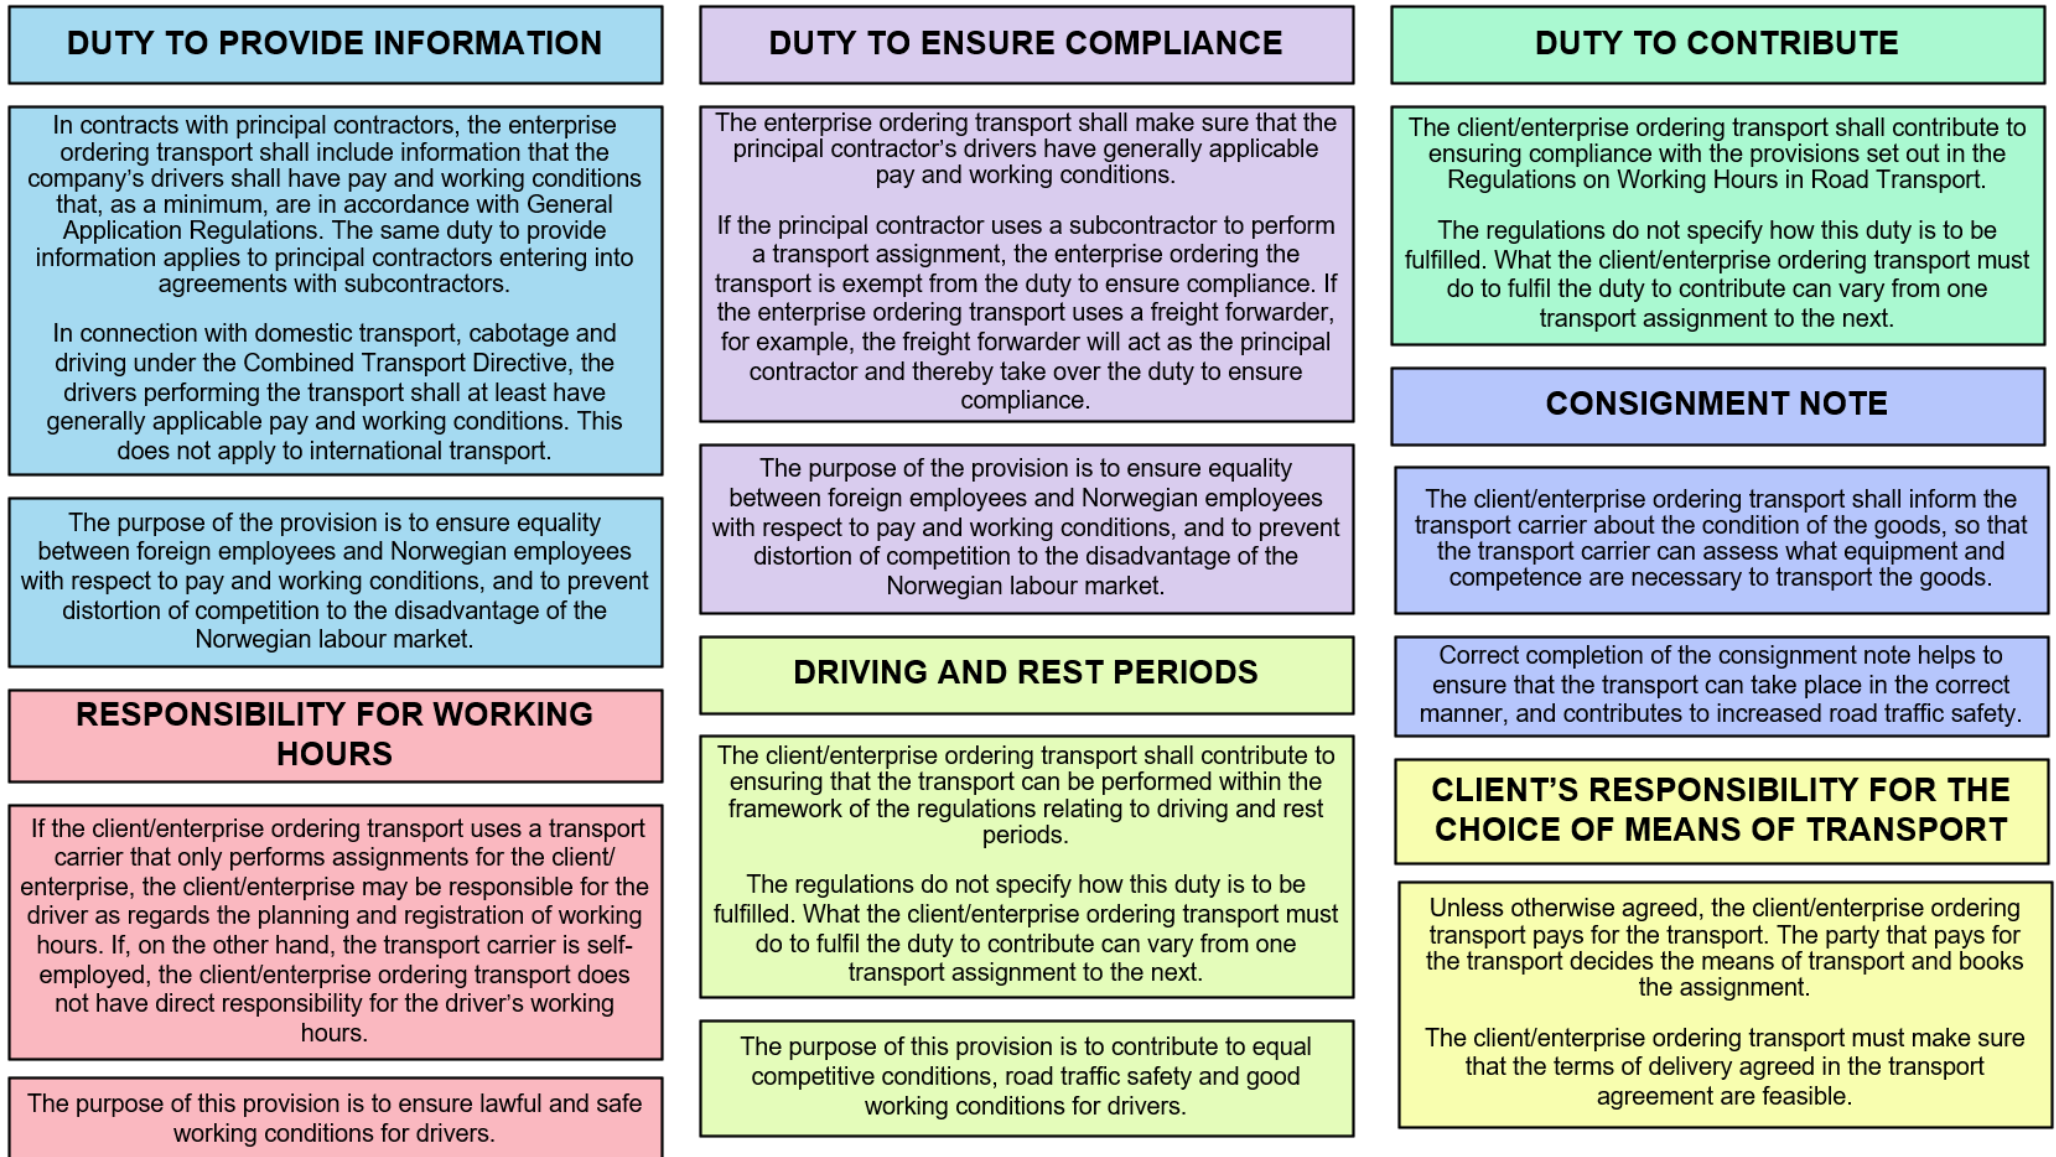 DUTY TO PROVIDE INFORMATION
In contracts with principal contractors, the enterprise
ordering transport shall include information that the
company’s drivers shall have pay and working conditions
that, as a minimum, are in accordance with General
Application Regulations. The same duty to provide
information applies to principal contractors entering into
agreements with subcontractors.
In connection with domestic transport, cabotage and
driving under the Combined Transport Directive, the
drivers performing the transport shall at least have
generally applicable pay and working conditions. This
does not apply to international transport.
The purpose of the provision is to ensure equality
between foreign employees and Norwegian employees
with respect to pay and working conditions, and to prevent
distortion of competition to the disadvantage of the
Norwegian labour market.
RESPONSIBILITY FOR WORKING
HOURS
If the client/enterprise ordering transport uses a transport
carrier that only performs assignments for the client/
enterprise, the client/enterprise may be responsible for the
driver as regards the planning and registration of working
hours. If, on the other hand, the transport carrier is self-
employed, the client/enterprise ordering transport does
not have direct responsibility for the driver’s working
hours.
The purpose of this provision is to ensure lawful and safe
working conditions for drivers.
DUTY TO ENSURE COMPLIANCE
The enterprise ordering transport shall make sure that the
principal contractor’s drivers have generally applicable
pay and working conditions.
If the principal contractor uses a subcontractor to perform
a transport assignment, the enterprise ordering the
transport is exempt from the duty to ensure compliance. If
the enterprise ordering transport uses a freight forwarder,
for example, the freight forwarder will act as the principal
contractor and thereby take over the duty to ensure
compliance.
The purpose of the provision is to ensure equality
between foreign employees and Norwegian employees
with respect to pay and working conditions, and to prevent
distortion of competition to the disadvantage of the
Norwegian labour market.
DRIVING AND REST PERIODS
The client/enterprise ordering transport shall contribute to
ensuring that the transport can be performed within the
framework of the regulations relating to driving and rest
periods.
The regulations do not specify how this duty is to be
fulfilled. What the client/enterprise ordering transport must
do to fulfil the duty to contribute can vary from one
transport assignment to the next.
The purpose of this provision is to contribute to equal
competitive conditions, road traffic safety and good
working conditions for drivers.
DUTY TO CONTRIBUTE
The client/enterprise ordering transport shall contribute to
ensuring compliance with the provisions set out in the
Regulations on Working Hours in Road Transport.
The regulations do not specify how this duty is to be
fulfilled. What the client/enterprise ordering transport must
do to fulfil the duty to contribute can vary from one
transport assignment to the next.
CONSIGNMENT NOTE
The client/enterprise ordering transport shall inform the
transport carrier about the condition of the goods, so that
the transport carrier can assess what equipment and
competence are necessary to transport the goods.
Correct completion of the consignment note helps to
ensure that the transport can take place in the correct
manner, and contributes to increased road traffic safety.
CLIENT’S RESPONSIBILITY FOR THE
CHOICE OF MEANS OF TRANSPORT
Unless otherwise agreed, the client/enterprise ordering
transport pays for the transport. The party that pays for
the transport decides the means of transport and books
the assignment.
The client/enterprise ordering transport must make sure
that the terms of delivery agreed in the transport
agreement are feasible.